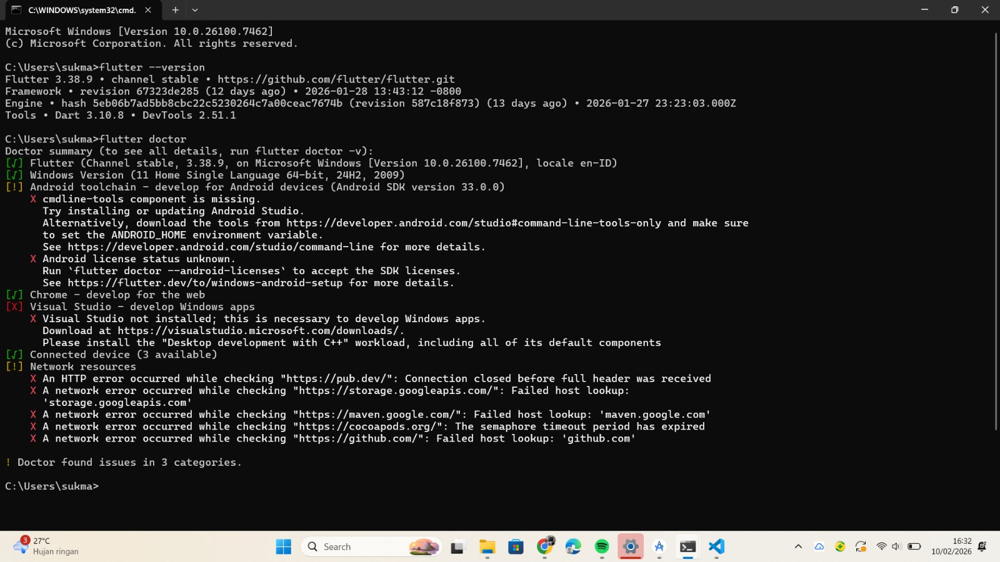 C:\WINDOWS\system32\cmd.
Microsoft Windows [Version 10.0.26100.7462]
(c) Microsoft Corporation. All rights reserved.
C:\Users\sukma>flutter --version
Flutter 3.38.9 • channel stable • https://github.com/flutter/flutter.git
Framework • revision 67323de285 (12 days ago) • 2026-01-28 13:43:12 -0800
Engine • hash 5eb06b7ad5bb8cbc22c5230264c7a00ceac7674b (revision 587c18f873) (13 days ago) • 2026-01-27 23:23:03.000Z
Tools • Dart 3.10.8 • DevTools 2.51.1
C:\Users\sukma>flutter doctor
Doctor summary (to see all details, run flutter doctor -v):
[√] Flutter (Channel stable, 3.38.9, on Microsoft Windows [Version 10.0.26100.7462], locale en-ID)
[√] Windows Version (11 Home Single Language 64-bit, 24H2, 2009)
[!] Android toolchain - develop for Android devices (Android SDK version 33.0.0)
X cmdline-tools component is missing.
Try installing or updating Android Studio.
Alternatively, download the tools from https://developer.android.com/studio#command-line-tools-only and make sure
to set the ANDROID_HOME environment variable.
See https://developer.android.com/studio/command-line for more details.
X Android license status unknown.
Run `flutter doctor --android-licenses` to accept the SDK licenses.
See https://flutter.dev/to/windows-android-setup for more details.
[√] Chrome - develop for the web
[X] Visual Studio - develop Windows apps
X Visual Studio not installed; this is necessary to develop Windows apps.
Download at https://visualstudio.microsoft.com/downloads/.
Please install the "Desktop development with C++" workload, including all of its default components
[√] Connected device (3 available)
[!] Network resources
X An HTTP error occurred while checking "https://pub.dev/": Connection closed before full header was received
X A network error occurred while checking "https://storage.googleapis.com/": Failed host lookup:
'storage.googleapis.com'
X A network error occurred while checking "https://maven.google.com/": Failed host lookup: 'maven.google.com'
X A network error occurred while checking "https://cocoapods.org/": The semaphore timeout period has expired
X A network error occurred while checking "https://github.com/": Failed host lookup: 'github.com'
! Doctor found issues in 3 categories.
C:\Users\sukma>
3
27°C
Hujan ringan
Search
16:32
10/02/2026